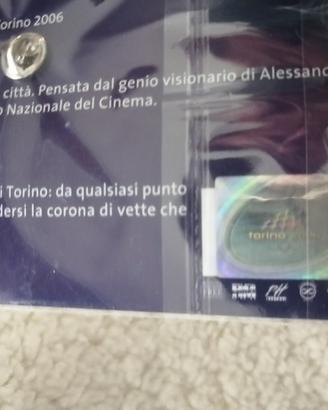 Torino 2006
città. Pensata dal genio visionario di Alessand
o Nazionale del Cinema.
i Torino: da qualsiasi punto
dersi la corona di vette che
torino